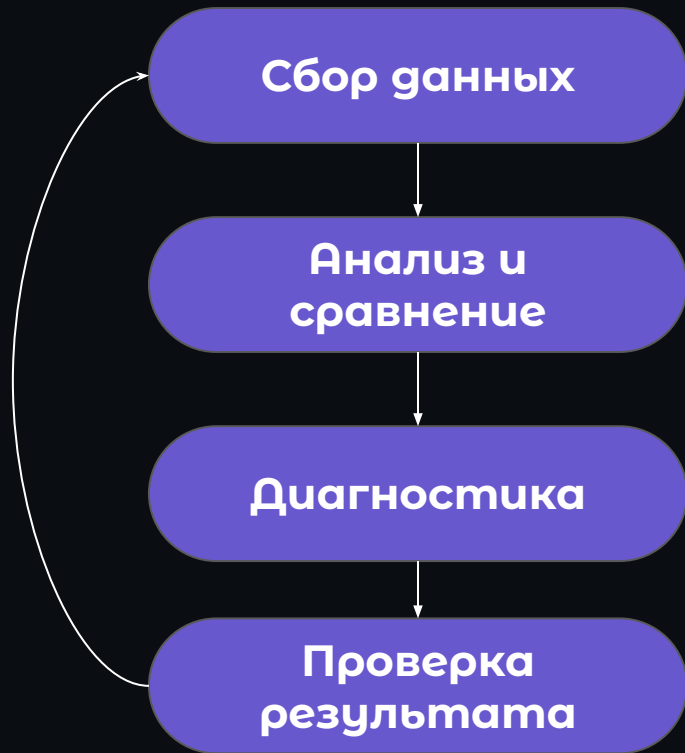 Сбор данных
Анализ и
сравнение
Диагностика
Проверка
результата